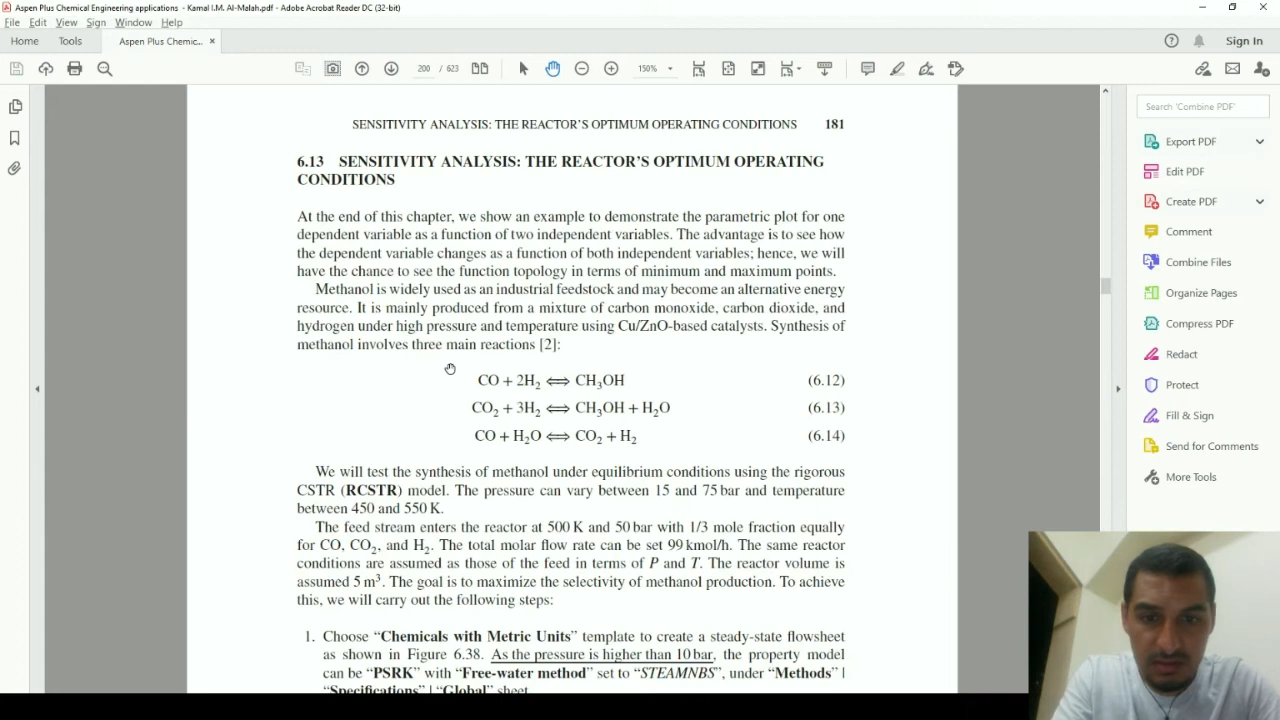 Aspen Plus Chemical Engineering applications - Kamal I.M. Al-Malah.pdf - Adobe Acrobat Reader DC (32-bit)
File Edit View Sign Window Help
Home Tools Aspen Plus Chemic... × Sign In
200 / 623 150%
SENSITIVITY ANALYSIS: THE REACTOR'S OPTIMUM OPERATING CONDITIONS 181
6.13 SENSITIVITY ANALYSIS: THE REACTOR'S OPTIMUM OPERATING
CONDITIONS
At the end of this chapter, we show an example to demonstrate the parametric plot for one
dependent variable as a function of two independent variables. The advantage is to see how
the dependent variable changes as a function of both independent variables; hence, we will
have the chance to see the function topology in terms of minimum and maximum points.
Methanol is widely used as an industrial feedstock and may become an alternative energy
resource. It is mainly produced from a mixture of carbon monoxide, carbon dioxide, and
hydrogen under high pressure and temperature using Cu/ZnO-based catalysts. Synthesis of
methanol involves three main reactions [2]:
CO + 2H₂ ⟺ CH₃OH (6.12)
CO₂ + 3H₂ ⟺ CH₃OH + H₂O (6.13)
CO + H₂O ⟺ CO₂ + H₂ (6.14)
We will test the synthesis of methanol under equilibrium conditions using the rigorous
CSTR (RCSTR) model. The pressure can vary between 15 and 75 bar and temperature
between 450 and 550 K.
The feed stream enters the reactor at 500 K and 50 bar with 1/3 mole fraction equally
for CO, CO₂, and H₂. The total molar flow rate can be set 99 kmol/h. The same reactor
conditions are assumed as those of the feed in terms of P and T. The reactor volume is
assumed 5 m³. The goal is to maximize the selectivity of methanol production. To achieve
this, we will carry out the following steps:
1. Choose "Chemicals with Metric Units" template to create a steady-state flowsheet
as shown in Figure 6.38. As the pressure is higher than 10 bar, the property model
can be "PSRK" with "Free-water method" set to "STEAMNBS", under "Methods" |
"Specifications" | "Global" sheet.
Search 'Combine PDF'
Export PDF
Edit PDF
Create PDF
Comment
Combine Files
Organize Pages
Compress PDF
Redact
Protect
Fill & Sign
Send for Comments
More Tools